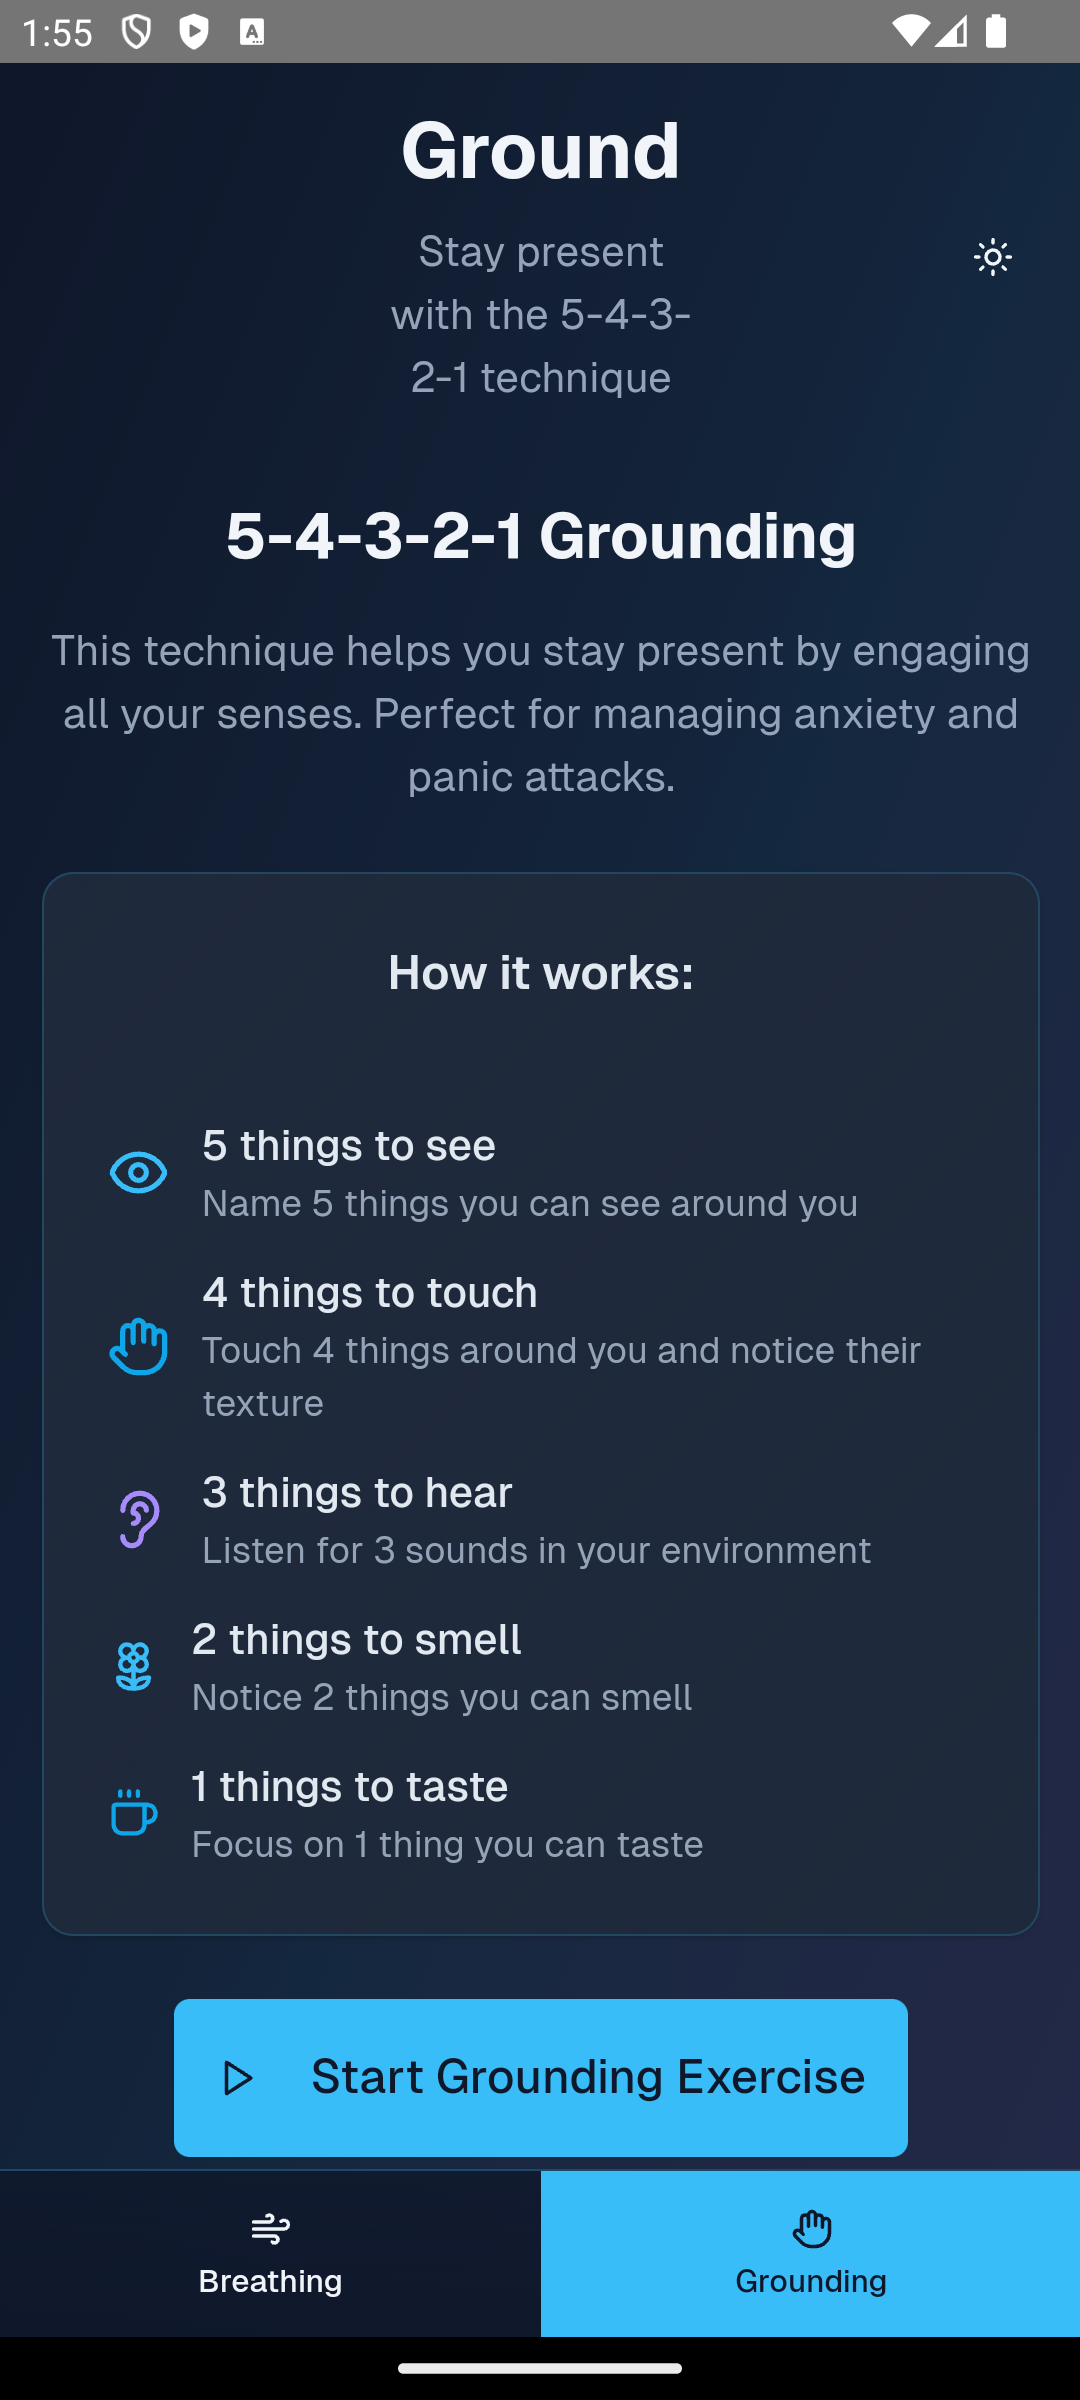 1:55
Ground
Stay present
with the 5-4-3-
2-1 technique
5-4-3-2-1 Grounding
This technique helps you stay present by engaging
all your senses. Perfect for managing anxiety and
panic attacks.
How it works:
5 things to see
Name 5 things you can see around you
4 things to touch
Touch 4 things around you and notice their
texture
3 things to hear
Listen for 3 sounds in your environment
2 things to smell
Notice 2 things you can smell
1 things to taste
Focus on 1 thing you can taste
Start Grounding Exercise
Breathing
Grounding